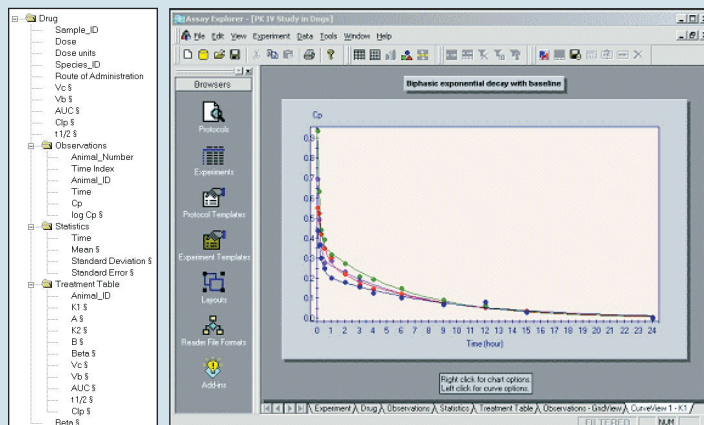 Drug
Sample_ID
Dose
Dose units
Species_ID
Route of Administration
Vc §
Vb §
AUC §
Clp §
t1/2 §
Observations
Animal_Number
Time Index
Animal_ID
Time
Cp
log Cp §
Statistics
Time
Mean §
Standard Deviation §
Standard Error §
Treatment Table
Animal_ID
K1 §
A §
K2 §
B §
Beta §
Vc §
Vb §
AUC §
t1/2 §
Clp §
Beta §
Assay Explorer - [PK IV Study in Dogs]
File Edit View Experiment Data Tools Window Help
Browsers
Protocols
Experiments
Protocol Templates
Experiment Templates
Layouts
Reader File Formats
Add-ins
Biphasic exponential decay with baseline
Cp
0.9
0.8
0.7
0.6
0.5
0.4
0.3
0.2
0.1
0.0
0 1 2 3 4 5 6 7 8 9 10 11 12 13 14 15 16 17 18 19 20 21 22 23 24
Time (hour)
Right click for chart options.
Left click for curve options.
Experiment Drug Observations Statistics Treatment Table Observations - GridView CurveView 1 - K1
FILTERED NUM